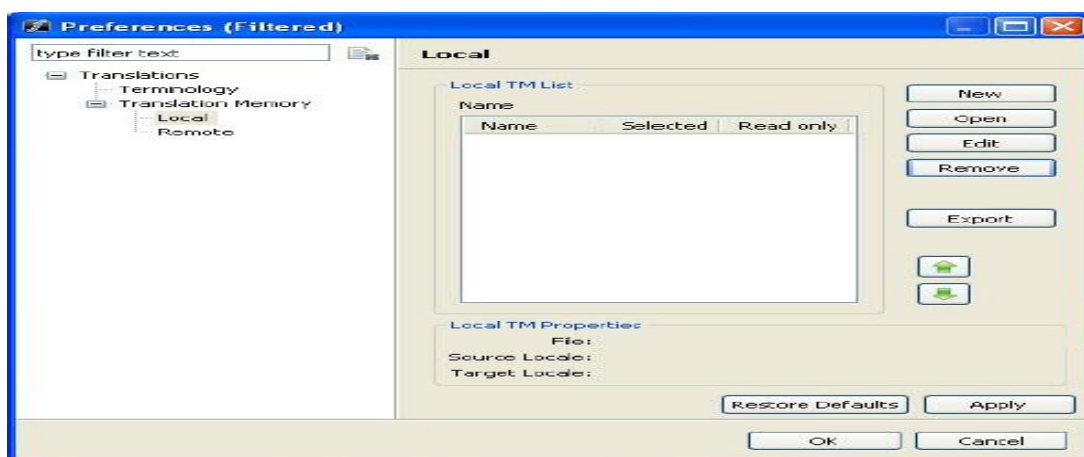 Preferences (Filtered)
type filter text
Translations
Terminology
Translation Memory
Local
Remote
Local
Local TM List
Name
Name Selected Read only
New
Open
Edit
Remove
Export
Local TM Properties
File:
Source Locale:
Target Locale:
Restore Defaults Apply
OK Cancel